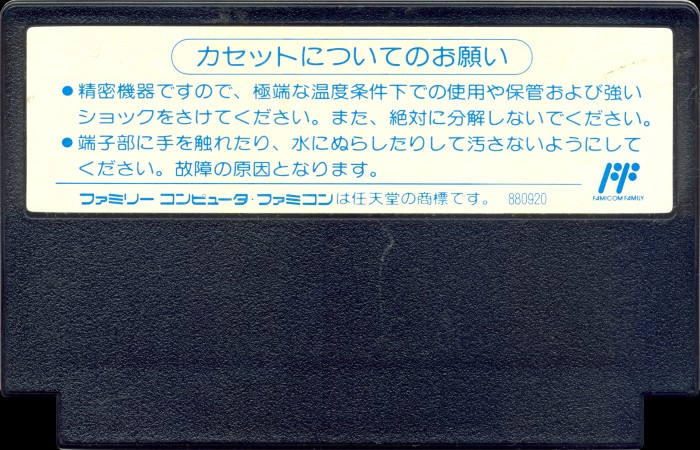 カセットについてのお願い
●精密機器ですので、極端な温度条件下での使用や保管および強い
ショックをさけてください。また、絶対に分解しないでください。
●端子部に手を触れたり、水にぬらしたりして汚さないようにして
ください。故障の原因となります。
ファミリーコンピュータ・ファミコンは任天堂の商標です。 880920
FF
FAMICOM FAMILY